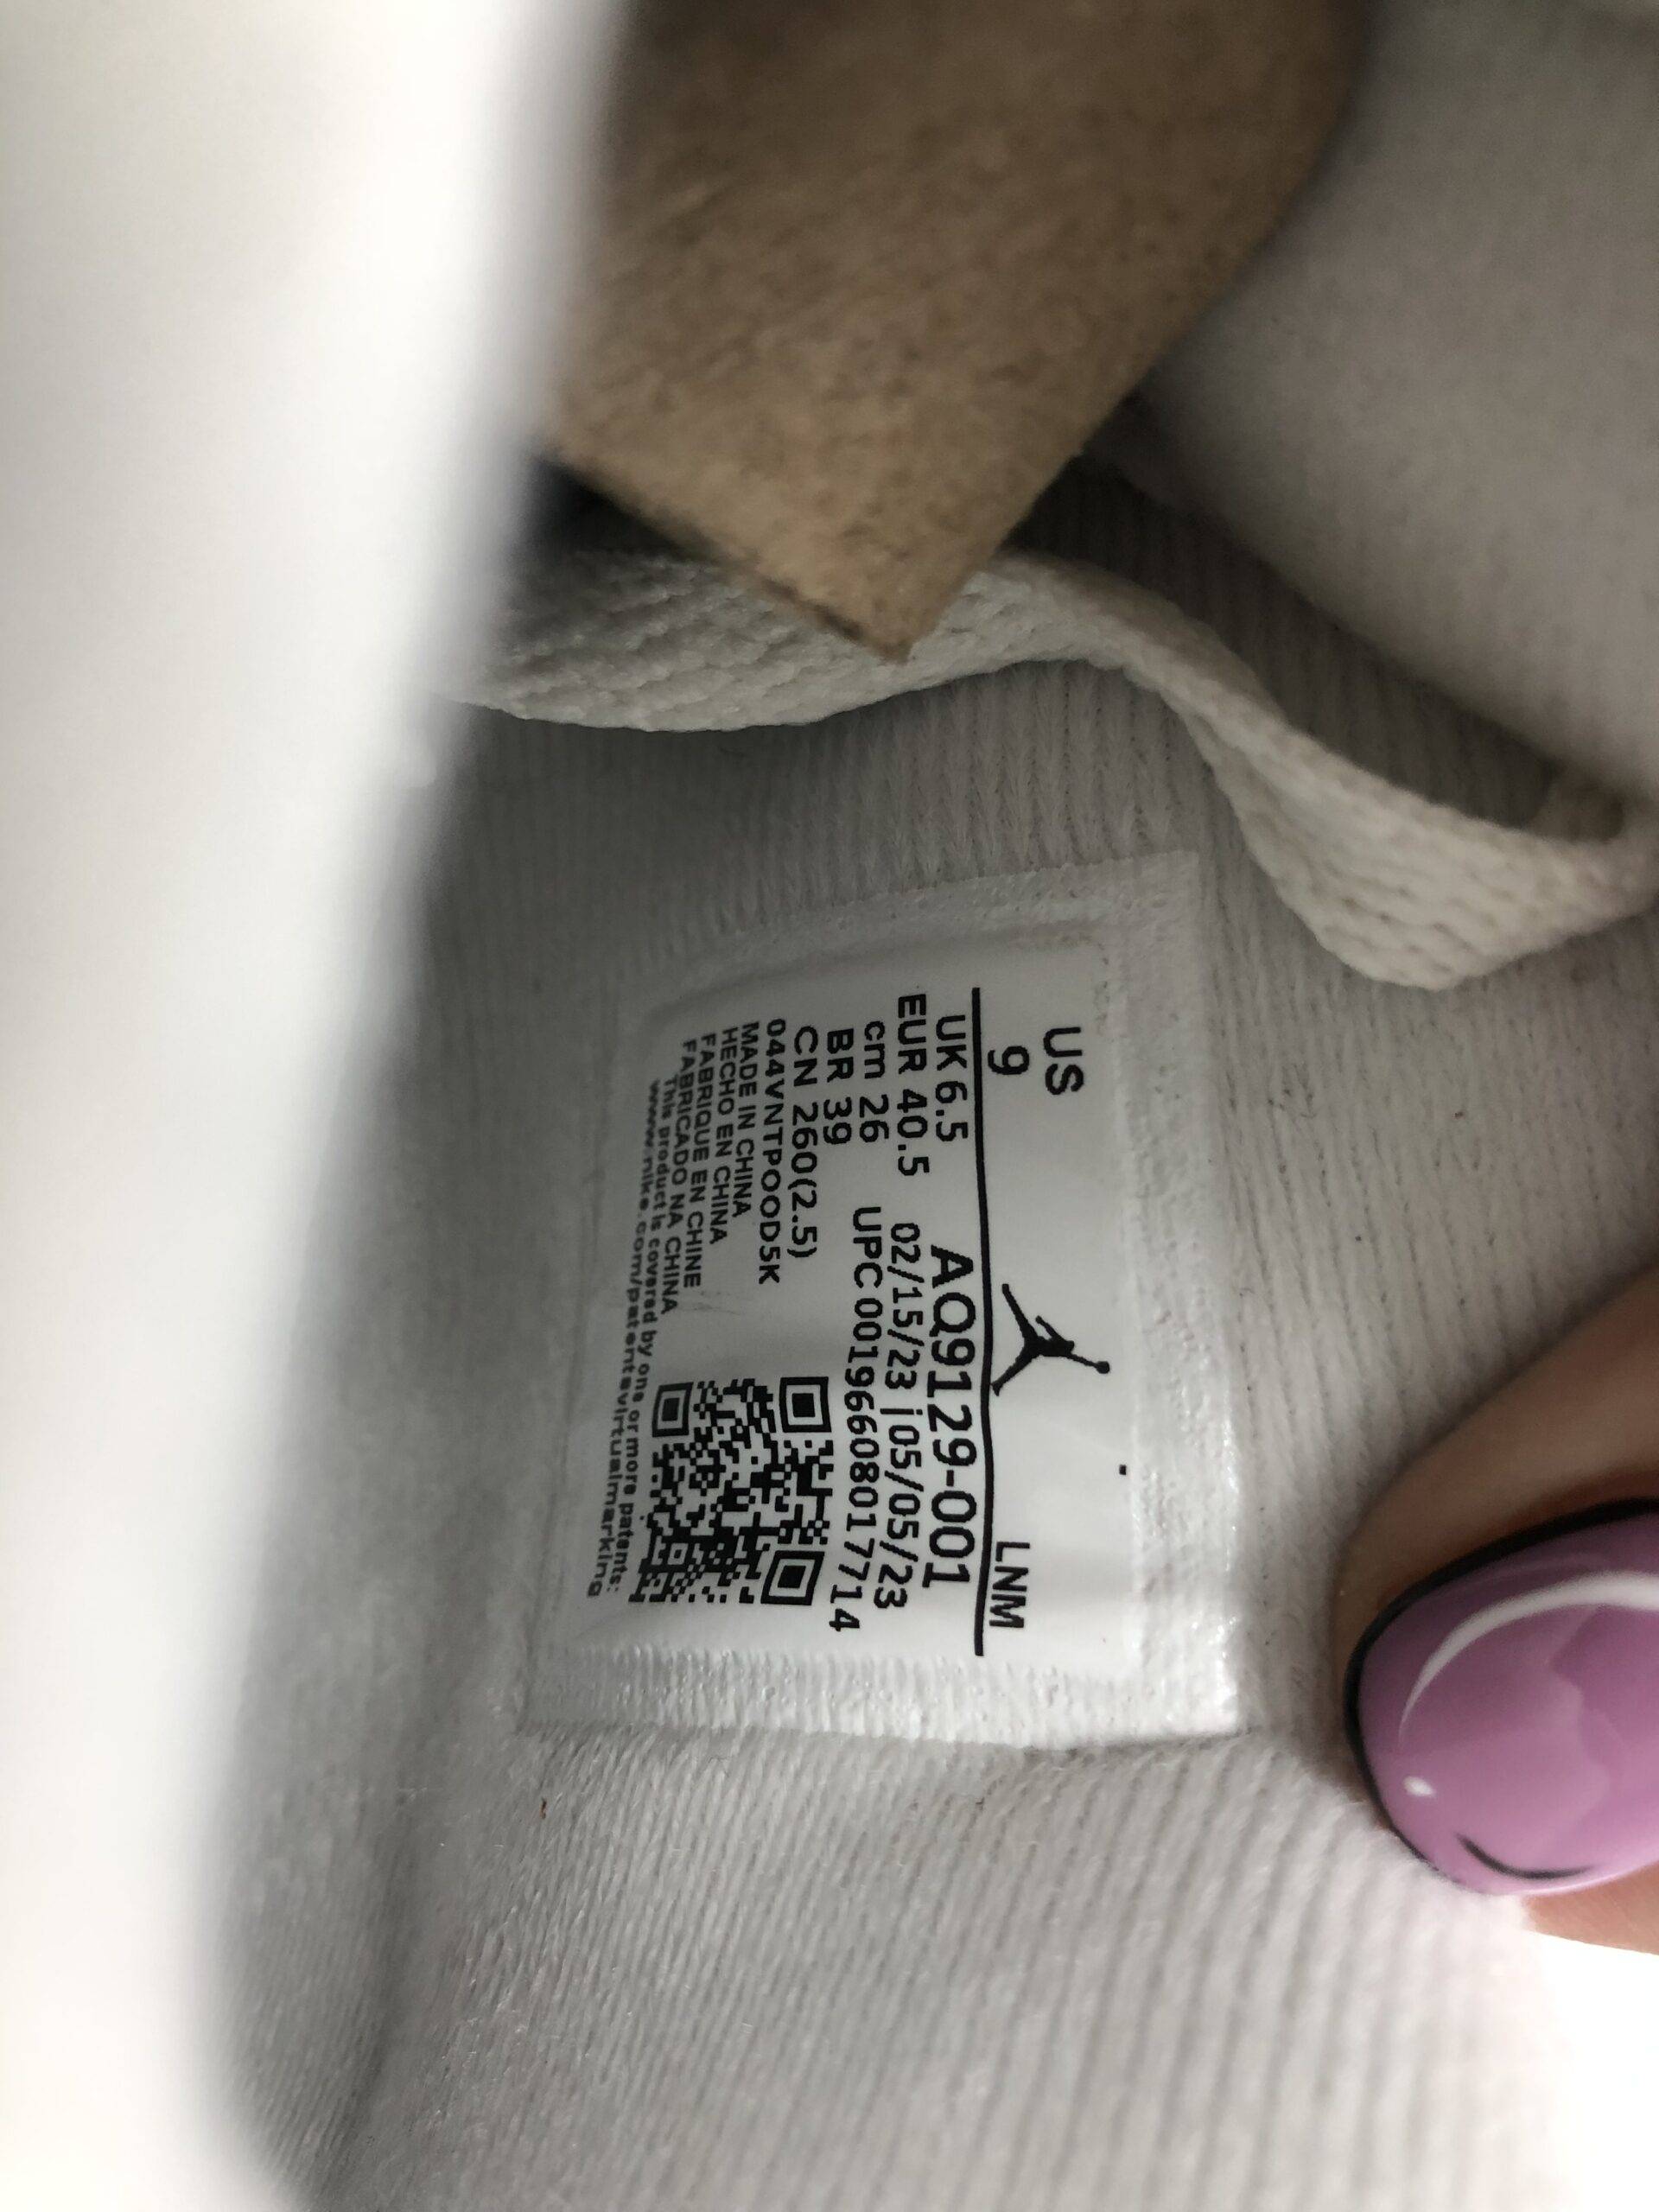 US
9
LNM
UK 6.5
AQ9129-001
EUR 40.5
02/15/23 | 05/05/23
cm 26
UPC 00196608017714
BR 39
CN 260(2.5)
044VNTPOOD5K
MADE IN CHINA
HECHO EN CHINA
FABRIQUE EN CHINE
FABRICADO NA CHINA
This product is covered by one or more patents:
www.nike.com/patentsvirtualmarking